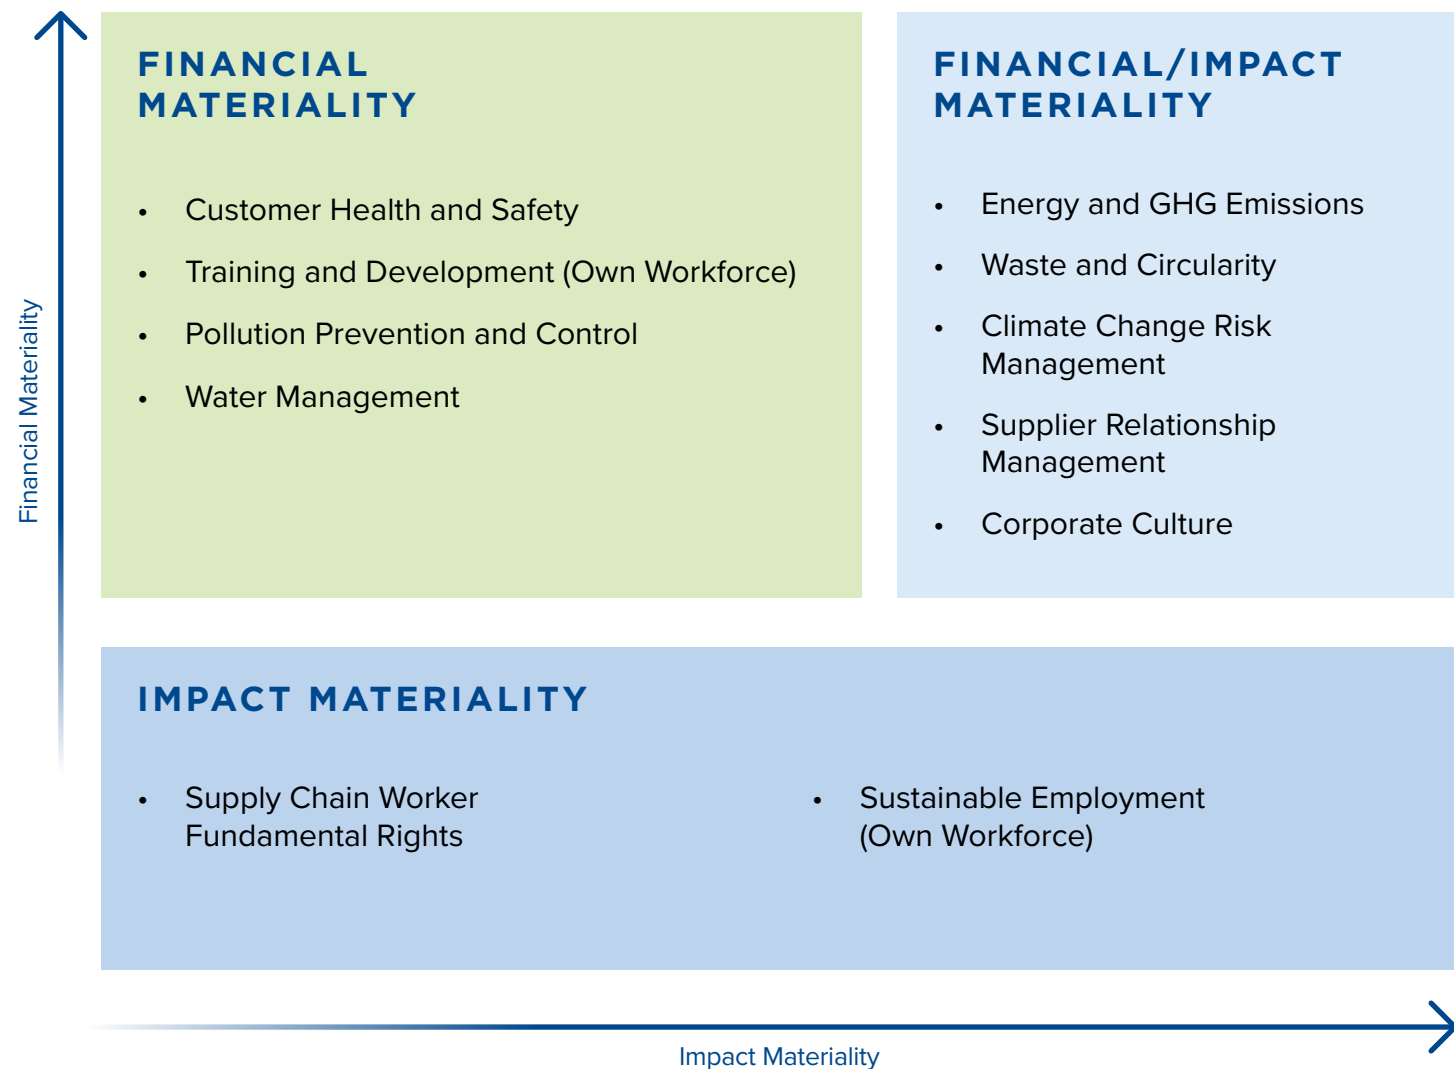 Financial Materiality
FINANCIAL
MATERIALITY
• Customer Health and Safety
• Training and Development (Own Workforce)
• Pollution Prevention and Control
• Water Management
FINANCIAL/IMPACT
MATERIALITY
• Energy and GHG Emissions
• Waste and Circularity
• Climate Change Risk
Management
• Supplier Relationship
Management
• Corporate Culture
IMPACT MATERIALITY
• Supply Chain Worker
Fundamental Rights
• Sustainable Employment
(Own Workforce)
Impact Materiality